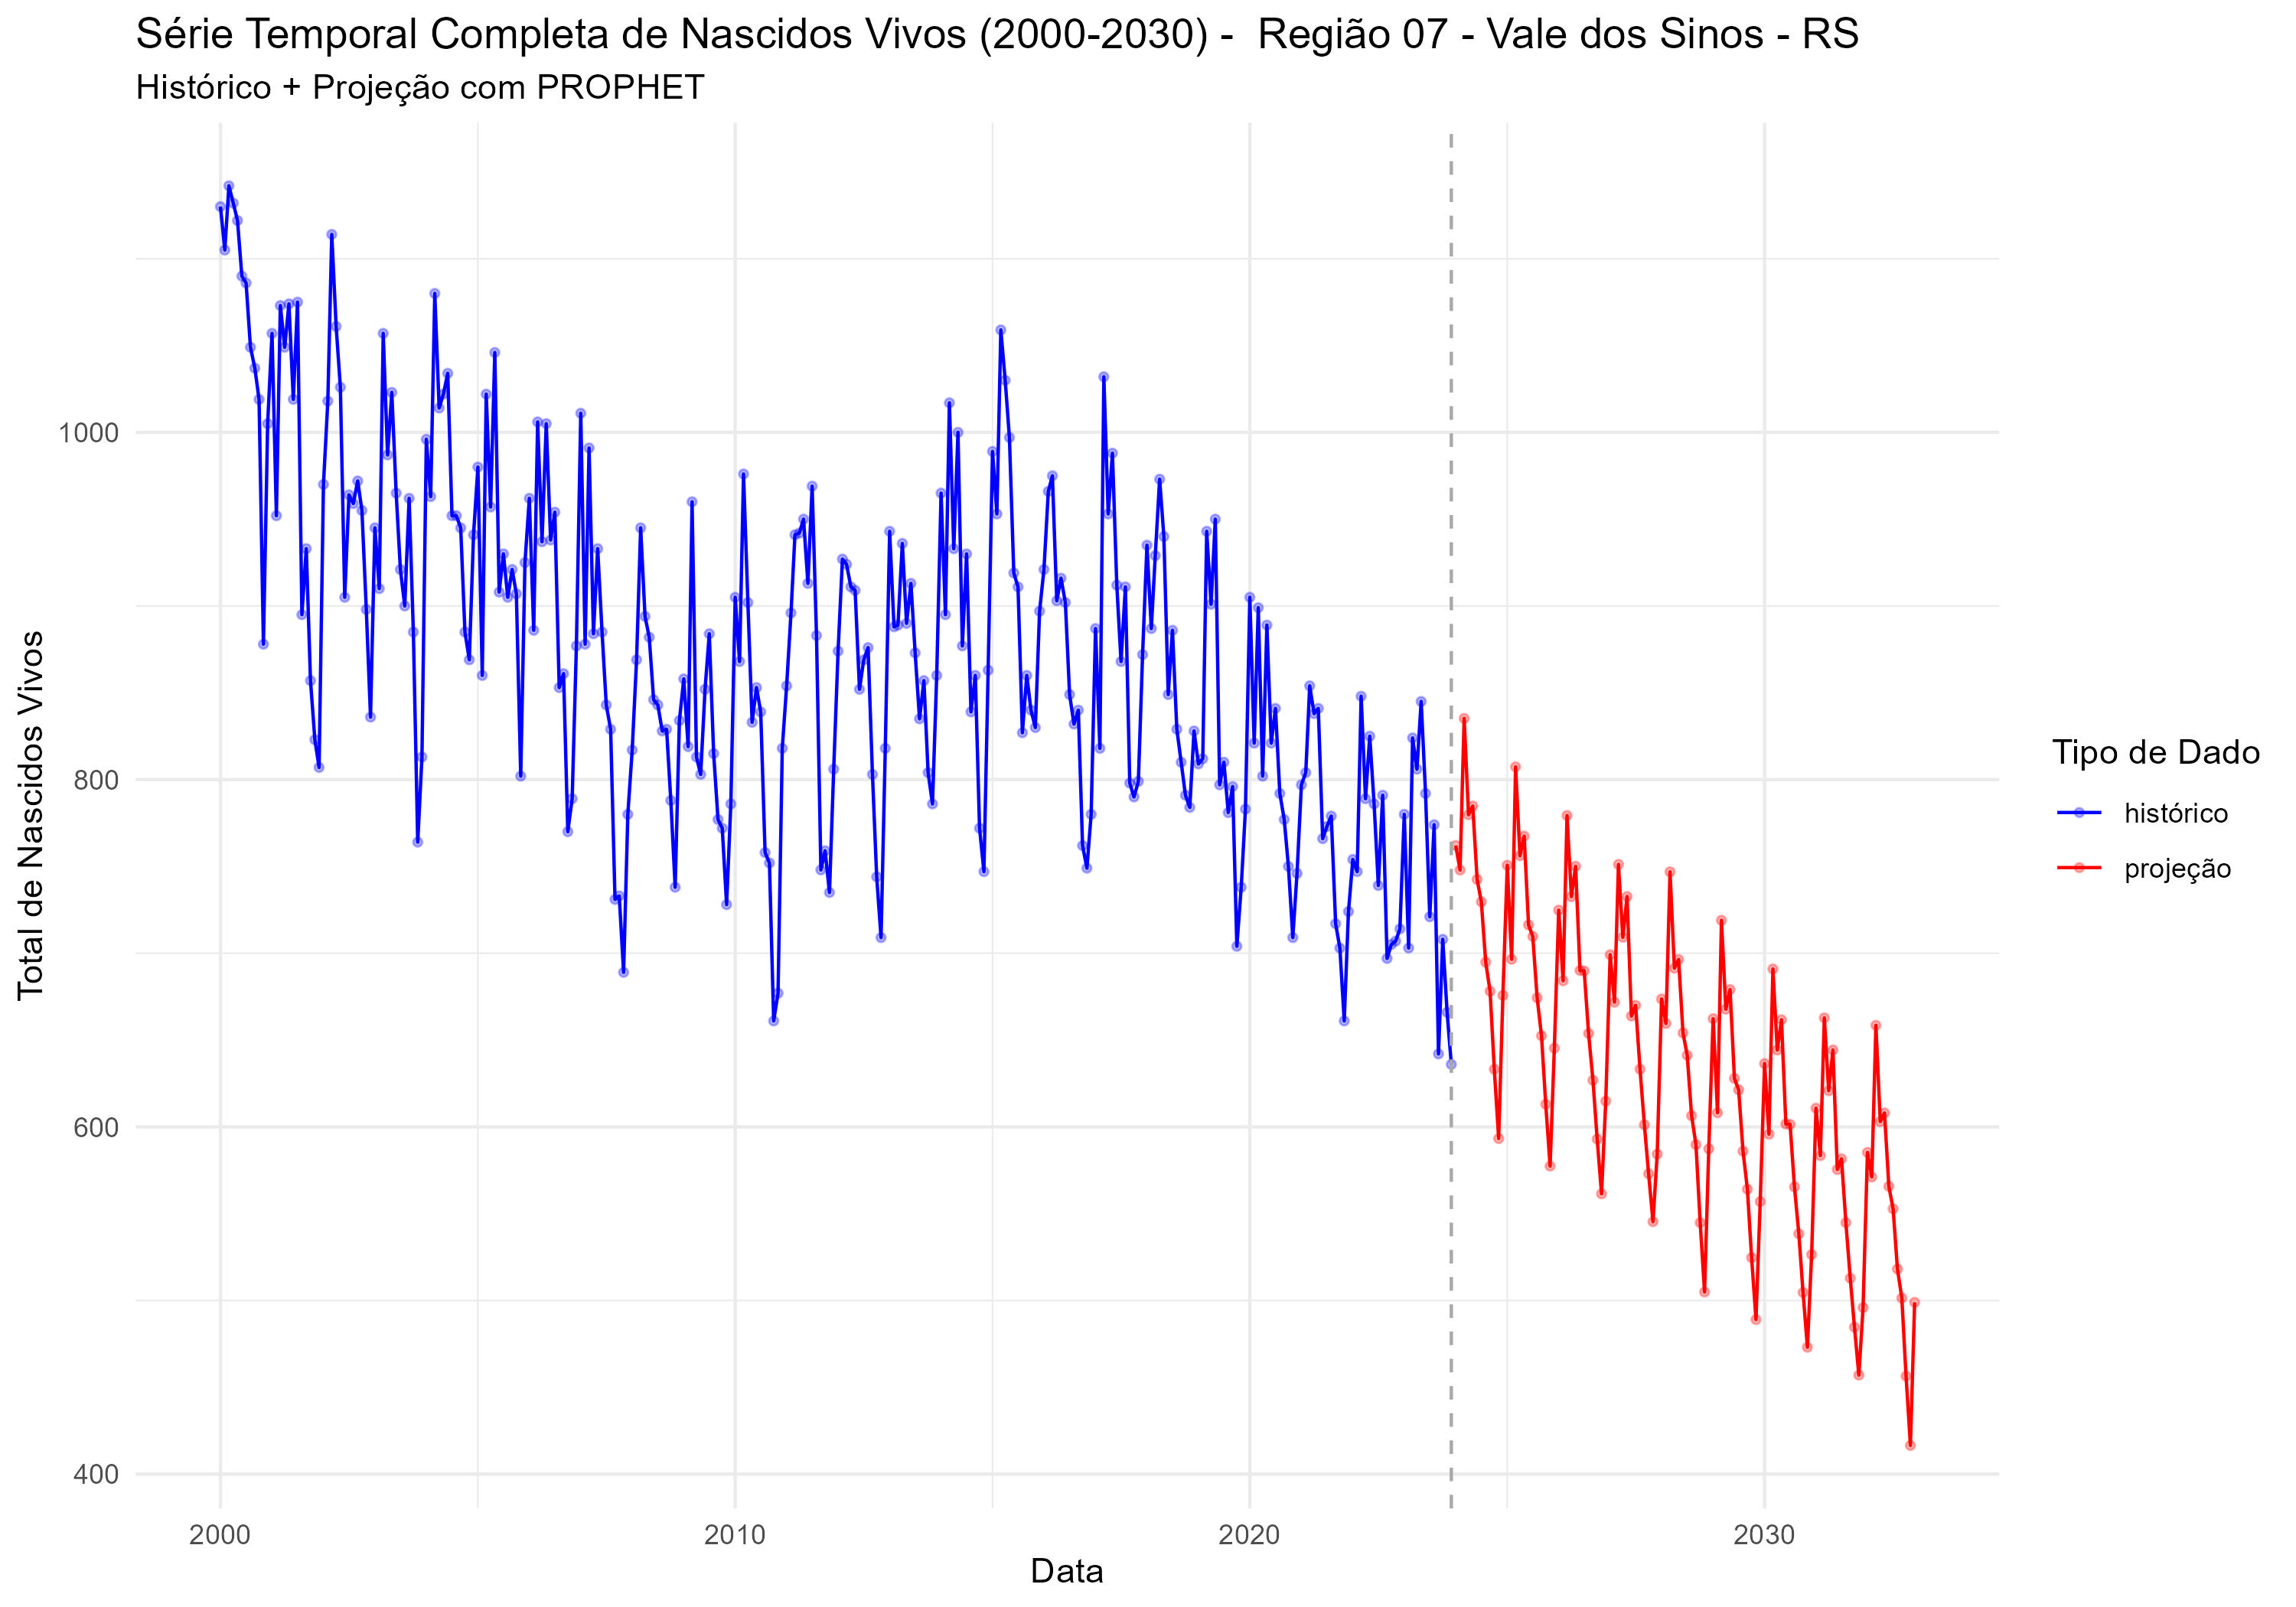 Série Temporal Completa de Nascidos Vivos (2000-2030) -  Região 07 - Vale dos Sinos - RS
Histórico + Projeção com PROPHET
Total de Nascidos Vivos
1000
800
600
400
2000
2010
2020
2030
Data
Tipo de Dado
histórico
projeção